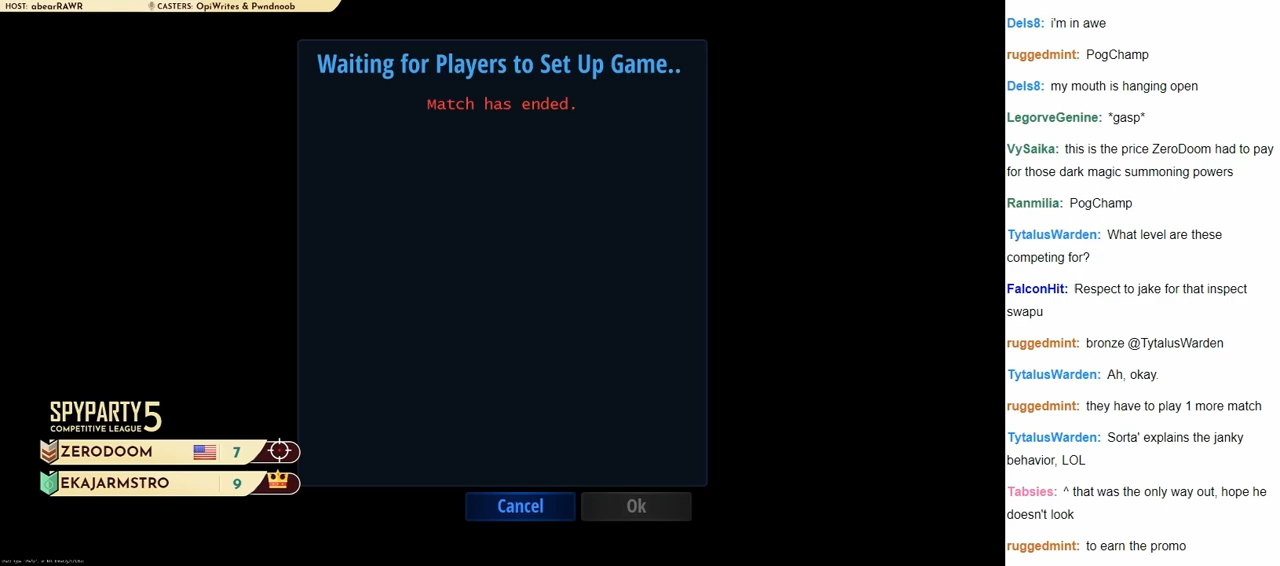 HOST: abearRAWR
CASTERS: OpiWrites & Pwndnoob
Waiting for Players to Set Up Game..
Match has ended.
SPYPARTY 5
COMPETITIVE LEAGUE
ZERODOOM 7
EKAJARMSTRO 9
Cancel
Ok
Dels8: i'm in awe
ruggedmint: PogChamp
Dels8: my mouth is hanging open
LegorveGenine: *gasp*
VySaika: this is the price ZeroDoom had to pay
for those dark magic summoning powers
Ranmilia: PogChamp
TytalusWarden: What level are these
competing for?
FalconHit: Respect to jake for that inspect
swapu
ruggedmint: bronze @TytalusWarden
TytalusWarden: Ah, okay.
ruggedmint: they have to play 1 more match
TytalusWarden: Sorta' explains the janky
behavior, LOL
Tabsies: ^ that was the only way out, hope he
doesn't look
ruggedmint: to earn the promo